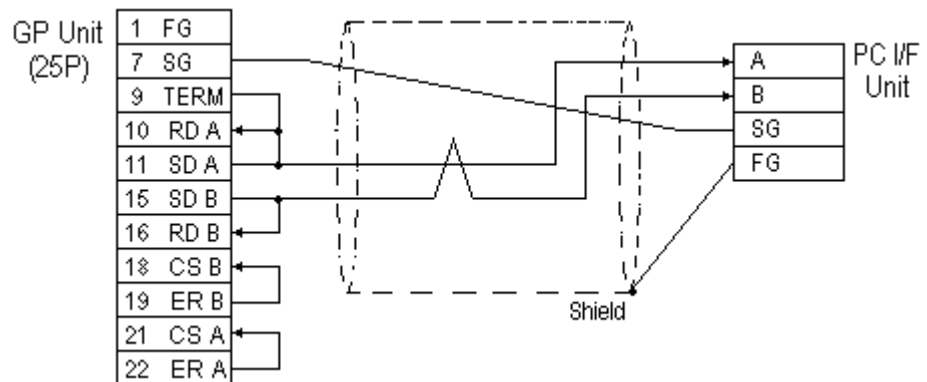 GP Unit
(25P)
1 FG
7 SG
9 TERM
10 RD A
11 SD A
15 SD B
16 RD B
18 CS B
19 ER B
21 CS A
22 ER A
PC I/F
Unit
A
B
SG
FG
Shield